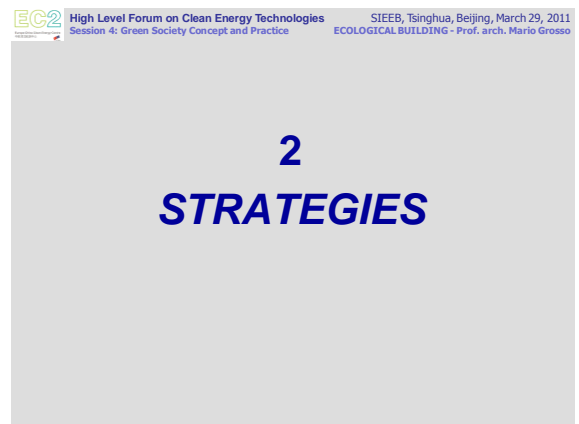 EC2
High Level Forum on Clean Energy Technologies
Session 4: Green Society Concept and Practice
SIEEB, Tsinghua, Beijing, March 29, 2011
ECOLOGICAL BUILDING - Prof. arch. Mario Grosso
2
STRATEGIES